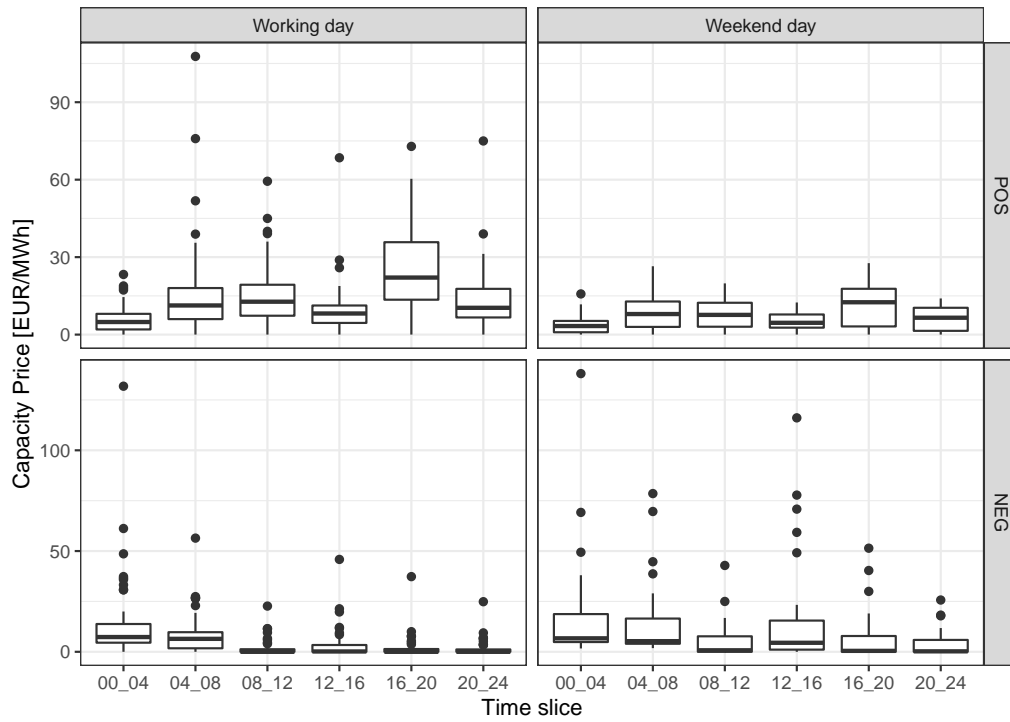 Working day
Weekend day
Capacity Price [EUR/MWh]
90
60
30
0
POS
100
50
0
NEG
00_04 04_08 08_12 12_16 16_20 20_24
00_04 04_08 08_12 12_16 16_20 20_24
Time slice